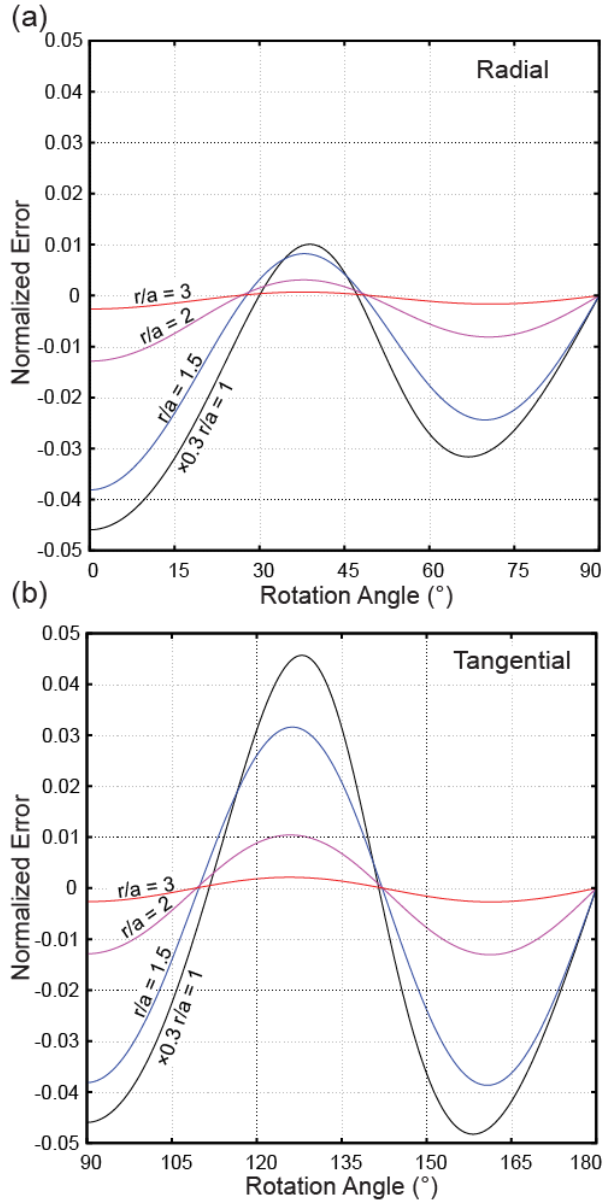 (a)
Radial
0.05
0.04
0.03
0.02
0.01
0
-0.01
-0.02
-0.03
-0.04
-0.05
Normalized Error
r/a = 3
r/a = 2
r/a = 1.5
×0.3 r/a = 1
0 15 30 45 60 75 90
Rotation Angle (°)
(b)
Tangential
0.05
0.04
0.03
0.02
0.01
0
-0.01
-0.02
-0.03
-0.04
-0.05
Normalized Error
r/a = 3
r/a = 2
r/a = 1.5
×0.3 r/a = 1
90 105 120 135 150 165 180
Rotation Angle (°)